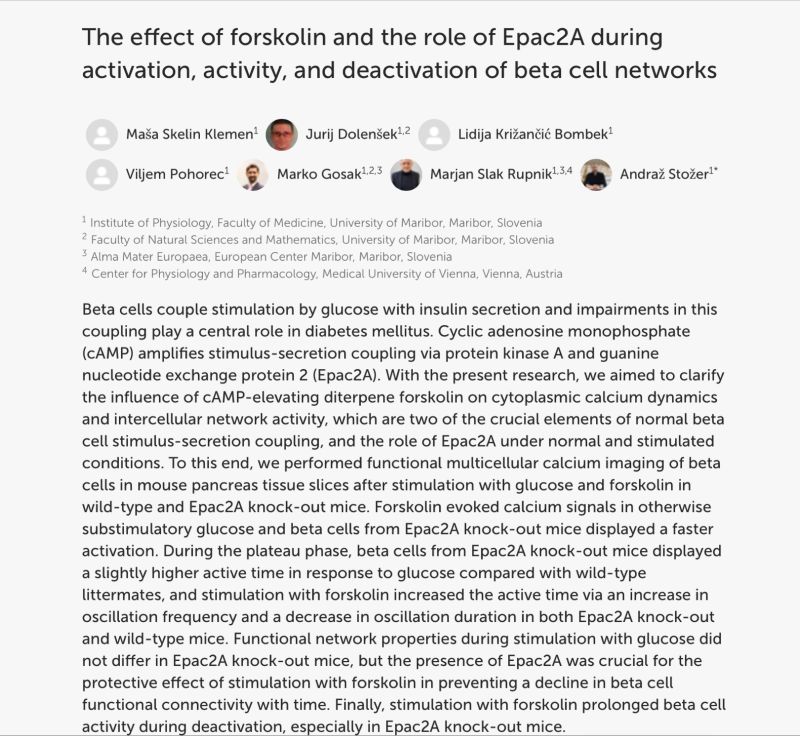 The effect of forskolin and the role of Epac2A during
activation, activity, and deactivation of beta cell networks
Maša Skelin Klemen1 Jurij Dolenšek1,2 Lidija Križančić Bombek1
Viljem Pohorec1 Marko Gosak1,2,3 Marjan Slak Rupnik1,3,4 Andraž Stožer1*
1 Institute of Physiology, Faculty of Medicine, University of Maribor, Maribor, Slovenia
2 Faculty of Natural Sciences and Mathematics, University of Maribor, Maribor, Slovenia
3 Alma Mater Europaea, European Center Maribor, Maribor, Slovenia
4 Center for Physiology and Pharmacology, Medical University of Vienna, Vienna, Austria
Beta cells couple stimulation by glucose with insulin secretion and impairments in this
coupling play a central role in diabetes mellitus. Cyclic adenosine monophosphate
(cAMP) amplifies stimulus-secretion coupling via protein kinase A and guanine
nucleotide exchange protein 2 (Epac2A). With the present research, we aimed to clarify
the influence of cAMP-elevating diterpene forskolin on cytoplasmic calcium dynamics
and intercellular network activity, which are two of the crucial elements of normal beta
cell stimulus-secretion coupling, and the role of Epac2A under normal and stimulated
conditions. To this end, we performed functional multicellular calcium imaging of beta
cells in mouse pancreas tissue slices after stimulation with glucose and forskolin in
wild-type and Epac2A knock-out mice. Forskolin evoked calcium signals in otherwise
substimulatory glucose and beta cells from Epac2A knock-out mice displayed a faster
activation. During the plateau phase, beta cells from Epac2A knock-out mice displayed
a slightly higher active time in response to glucose compared with wild-type
littermates, and stimulation with forskolin increased the active time via an increase in
oscillation frequency and a decrease in oscillation duration in both Epac2A knock-out
and wild-type mice. Functional network properties during stimulation with glucose did
not differ in Epac2A knock-out mice, but the presence of Epac2A was crucial for the
protective effect of stimulation with forskolin in preventing a decline in beta cell
functional connectivity with time. Finally, stimulation with forskolin prolonged beta cell
activity during deactivation, especially in Epac2A knock-out mice.